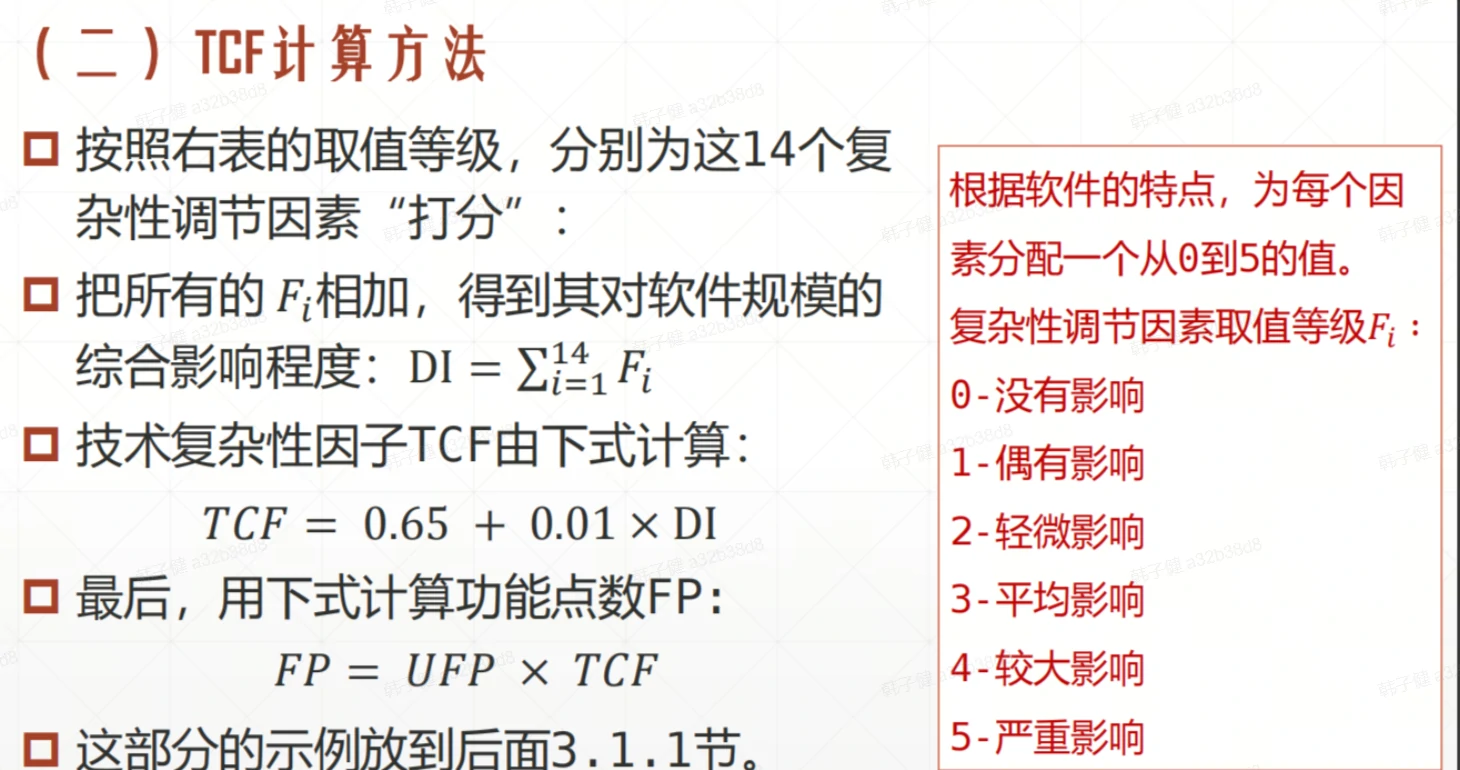 （二）TCF计算方法
按照右表的取值等级，分别为这14个复
杂性调节因素“打分”：
把所有的 Fᵢ相加，得到其对软件规模的
综合影响程度：DI = ∑_{i=1}^{14} Fᵢ
技术复杂性因子TCF由下式计算：
TCF = 0.65 + 0.01 × DI
最后，用下式计算功能点数FP：
FP = UFP × TCF
这部分的示例放到后面3.1.1节。
根据软件的特点，为每个因
素分配一个从0到5的值。
复杂性调节因素取值等级Fᵢ：
0-没有影响
1-偶有影响
2-轻微影响
3-平均影响
4-较大影响
5-严重影响
韩子健 a32b38d8